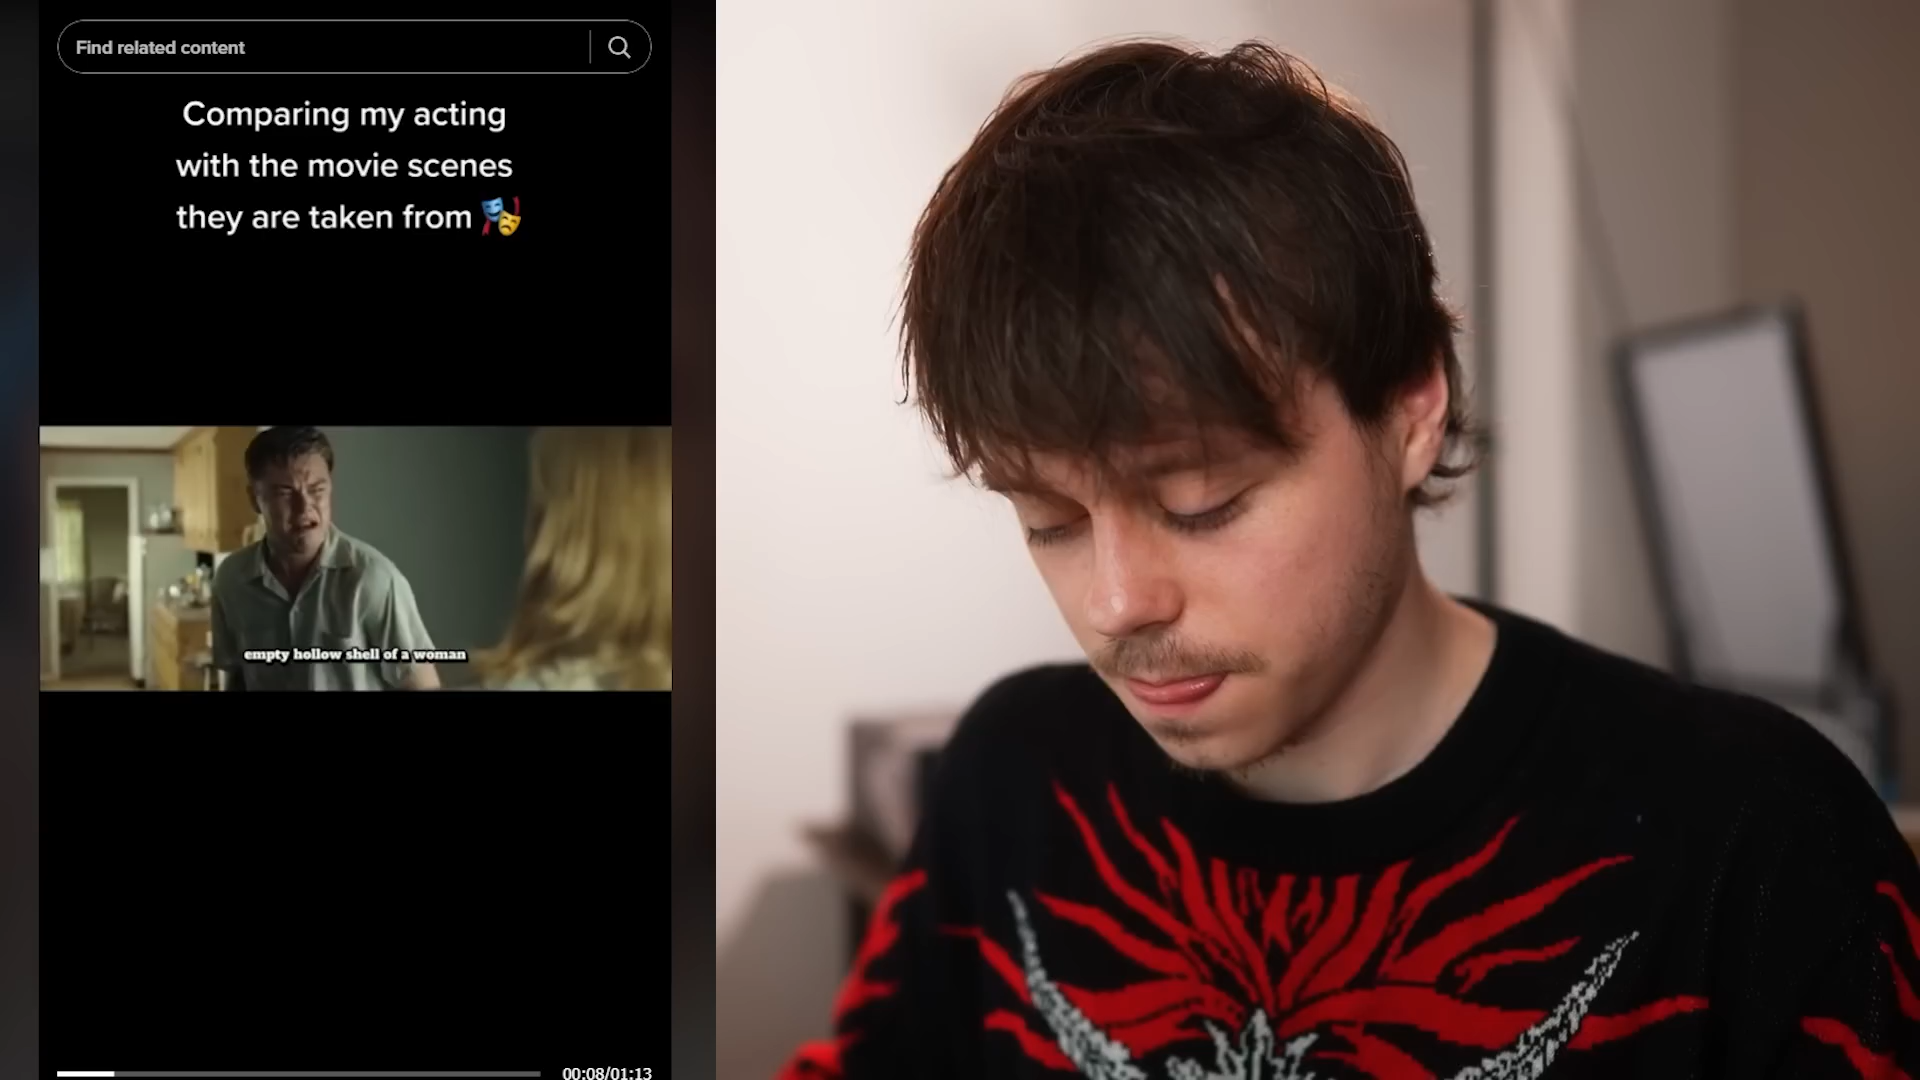 Find related content
Comparing my acting
with the movie scenes
they are taken from 🎭
empty hollow shell of a woman
00:08/01:13